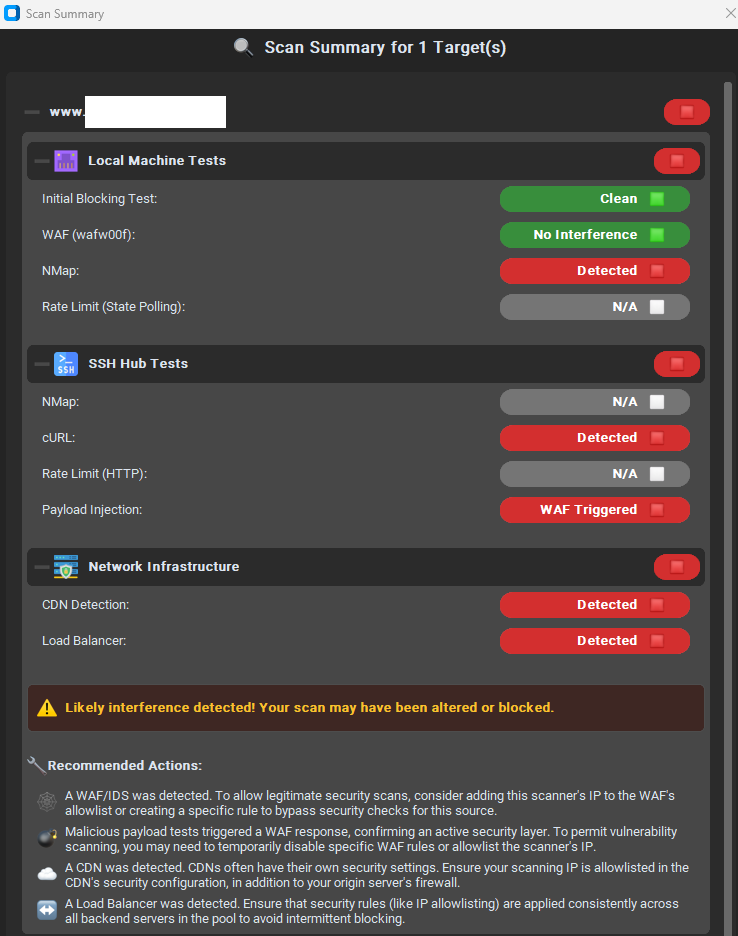 Scan Summary
Scan Summary for 1 Target(s)
www.
Local Machine Tests
Initial Blocking Test:
Clean
WAF (wafw00f):
No Interference
NMap:
Detected
Rate Limit (State Polling):
N/A
>_
SSH
SSH Hub Tests
NMap:
N/A
cURL:
Detected
Rate Limit (HTTP):
N/A
Payload Injection:
WAF Triggered
Network Infrastructure
CDN Detection:
Detected
Load Balancer:
Detected
Likely interference detected! Your scan may have been altered or blocked.
Recommended Actions:
A WAF/IDS was detected. To allow legitimate security scans, consider adding this scanner's IP to the WAF's
allowlist or creating a specific rule to bypass security checks for this source.
Malicious payload tests triggered a WAF response, confirming an active security layer. To permit vulnerability
scanning, you may need to temporarily disable specific WAF rules or allowlist the scanner's IP.
A CDN was detected. CDNs often have their own security settings. Ensure your scanning IP is allowlisted in the
CDN's security configuration, in addition to your origin server's firewall.
A Load Balancer was detected. Ensure that security rules (like IP allowlisting) are applied consistently across
all backend servers in the pool to avoid intermittent blocking.